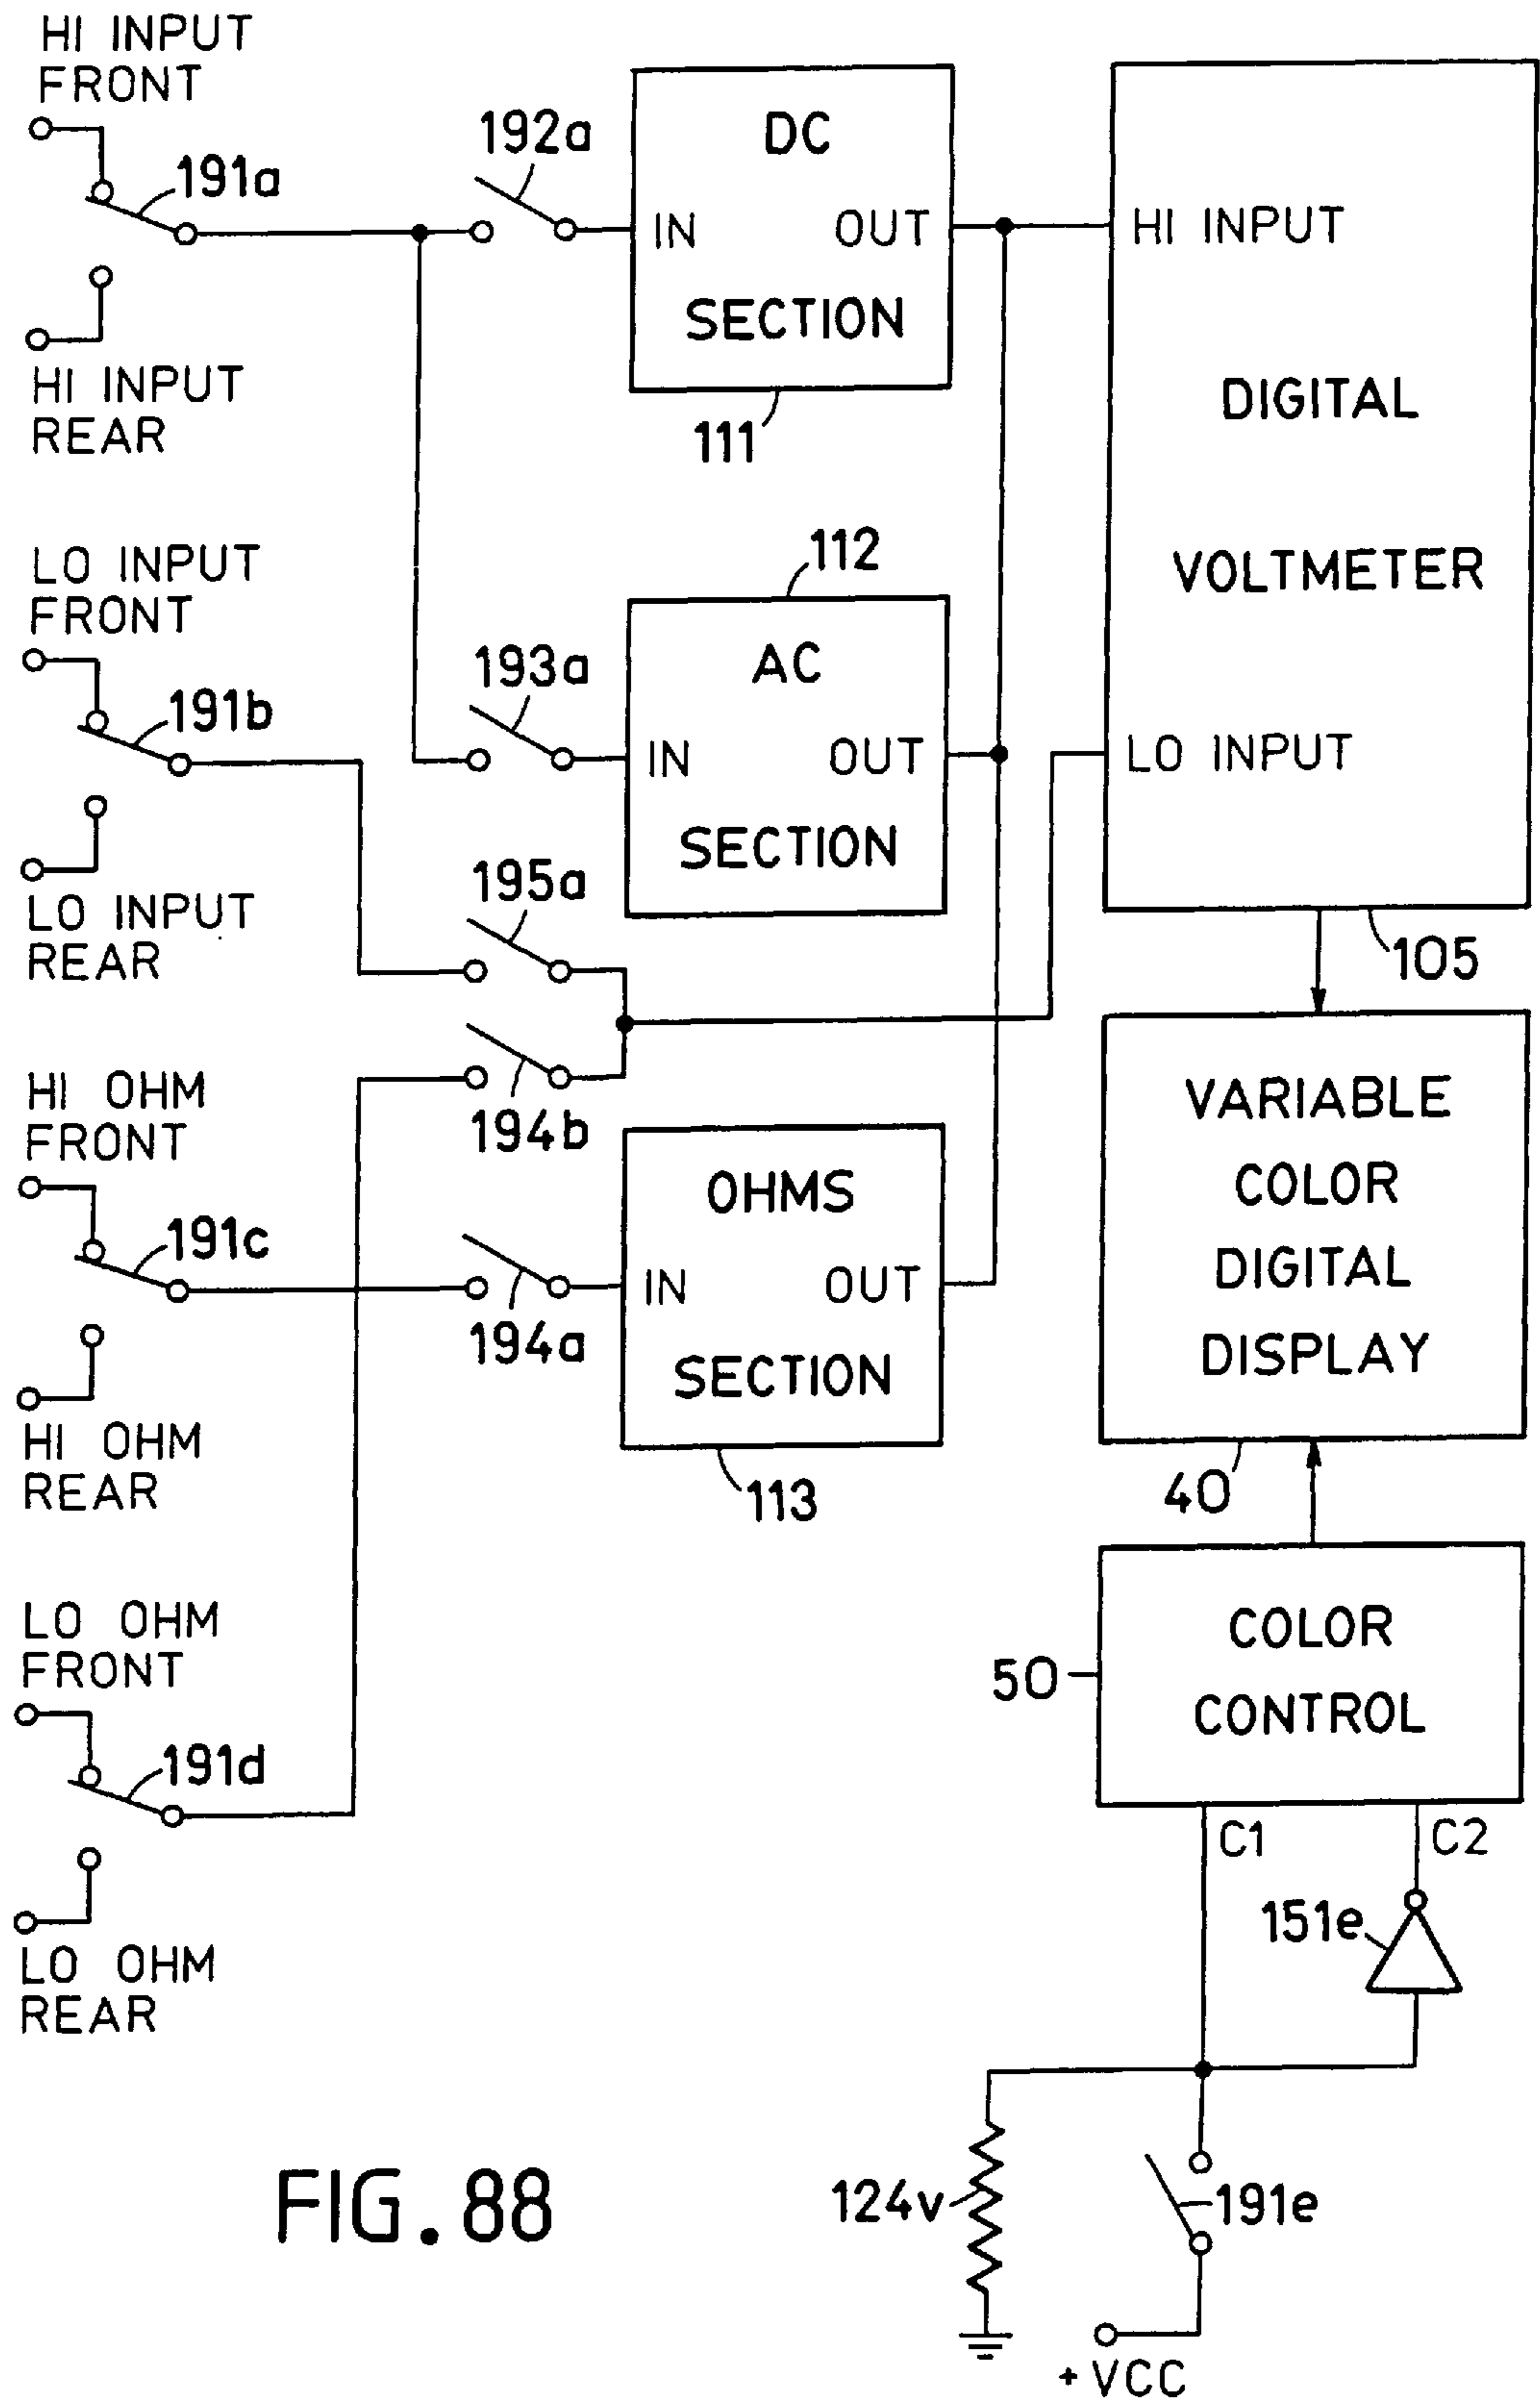 HI INPUT
FRONT
191a
HI INPUT
REAR
192a
DC
IN OUT
SECTION
111
HI INPUT
DIGITAL
VOLTMETER
LO INPUT
105
LO INPUT
FRONT
191b
LO INPUT
REAR
112
193a
AC
IN OUT
SECTION
195a
194b
HI OHM
FRONT
191c
HI OHM
REAR
194a
OHMS
IN OUT
SECTION
113
VARIABLE
COLOR
DIGITAL
DISPLAY
40
LO OHM
FRONT
191d
LO OHM
REAR
50
COLOR
CONTROL
C1
C2
151e
124v
191e
+ VCC
FIG. 88